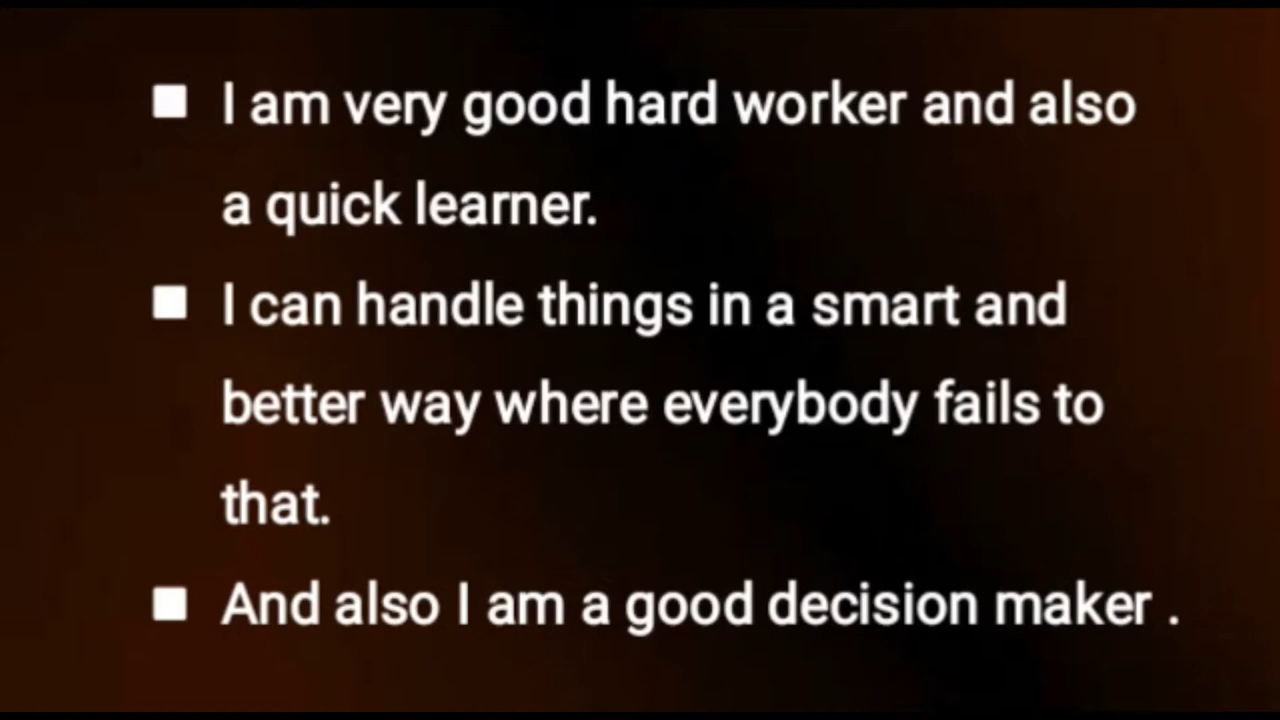 ■ I am very good hard worker and also
a quick learner.
■ I can handle things in a smart and
better way where everybody fails to
that.
■ And also I am a good decision maker .